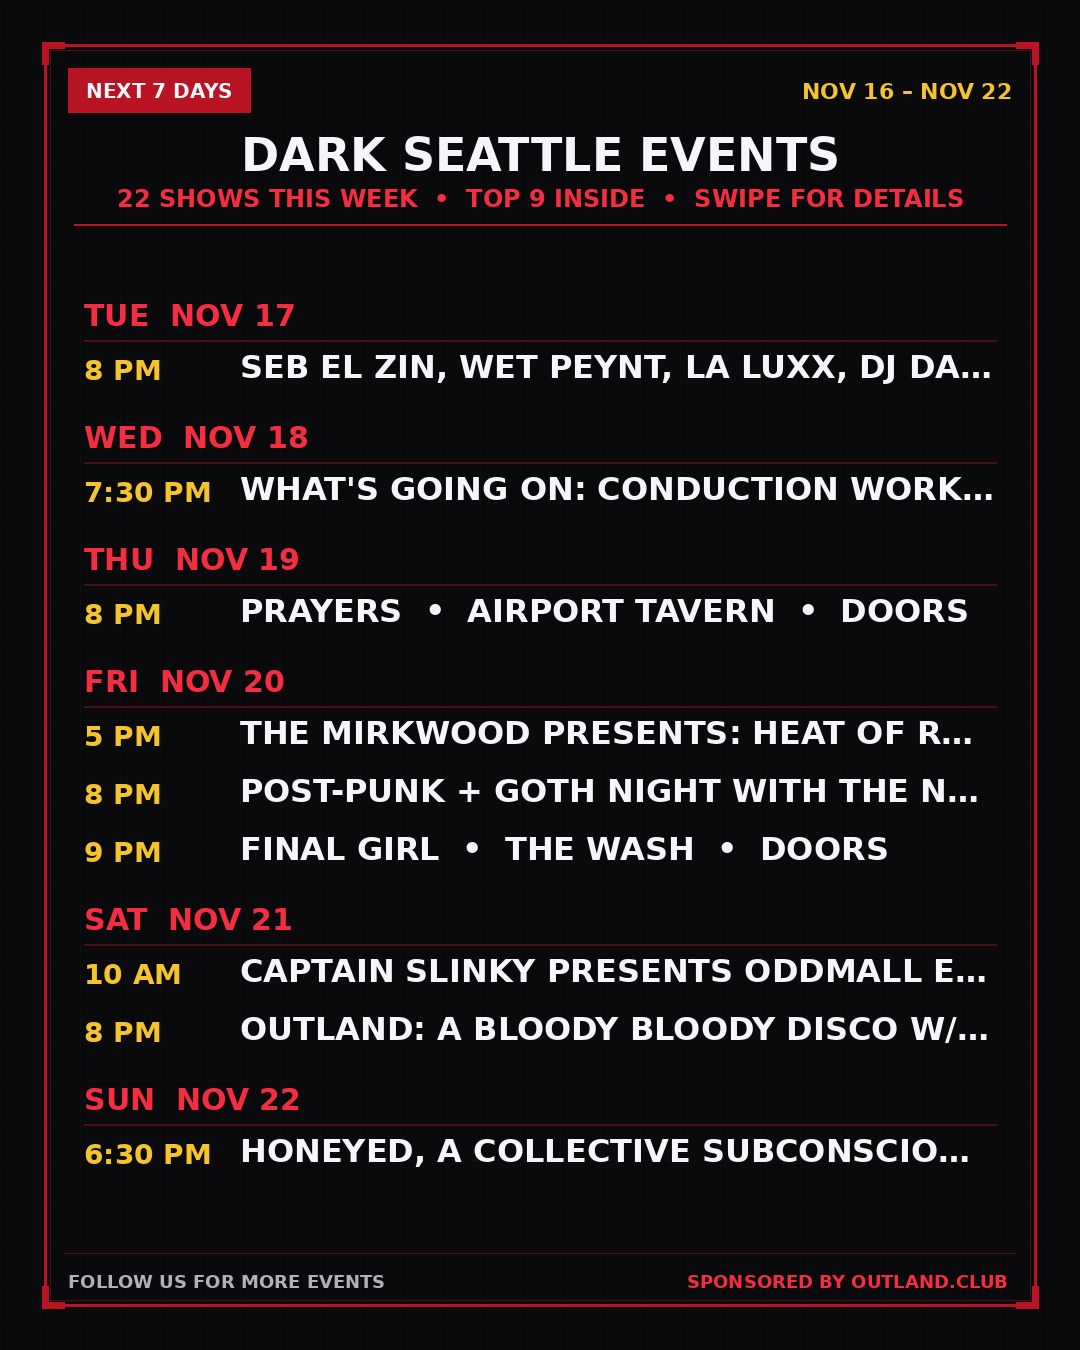 NEXT 7 DAYS
NOV 16 – NOV 22
DARK SEATTLE EVENTS
22 SHOWS THIS WEEK • TOP 9 INSIDE • SWIPE FOR DETAILS
TUE NOV 17
8 PM SEB EL ZIN, WET PEYNT, LA LUXX, DJ DA...
WED NOV 18
7:30 PM WHAT'S GOING ON: CONDUCTION WORK...
THU NOV 19
8 PM PRAYERS • AIRPORT TAVERN • DOORS
FRI NOV 20
5 PM THE MIRKWOOD PRESENTS: HEAT OF R...
8 PM POST-PUNK + GOTH NIGHT WITH THE N...
9 PM FINAL GIRL • THE WASH • DOORS
SAT NOV 21
10 AM CAPTAIN SLINKY PRESENTS ODDMALL E...
8 PM OUTLAND: A BLOODY BLOODY DISCO W/...
SUN NOV 22
6:30 PM HONEYED, A COLLECTIVE SUBCONSCIO...
FOLLOW US FOR MORE EVENTS
SPONSORED BY OUTLAND.CLUB